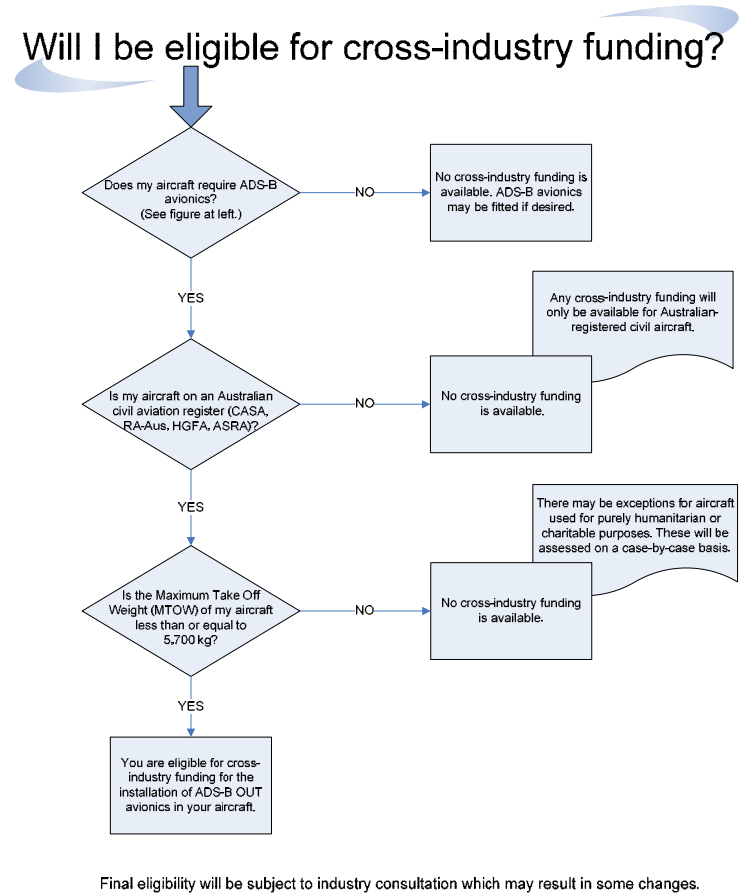 Will I be eligible for cross-industry funding?
Does my aircraft require ADS-B
avionics?
(See figure at left.)
NO
No cross-industry funding is
available. ADS-B avionics
may be fitted if desired.
YES
Any cross-industry funding will
only be available for Australian-
registered civil aircraft.
Is my aircraft on an Australian
civil aviation register (CASA,
RA-Aus, HGFA, ASRA)?
NO
No cross-industry funding
is available.
YES
There may be exceptions for aircraft
used for purely humanitarian or
charitable purposes. These will be
assessed on a case-by-case basis.
Is the Maximum Take Off
Weight (MTOW) of my aircraft
less than or equal to
5,700 kg?
NO
No cross-industry funding
is available.
YES
You are eligible for cross-
industry funding for the
installation of ADS-B OUT
avionics in your aircraft.
Final eligibility will be subject to industry consultation which may result in some changes.